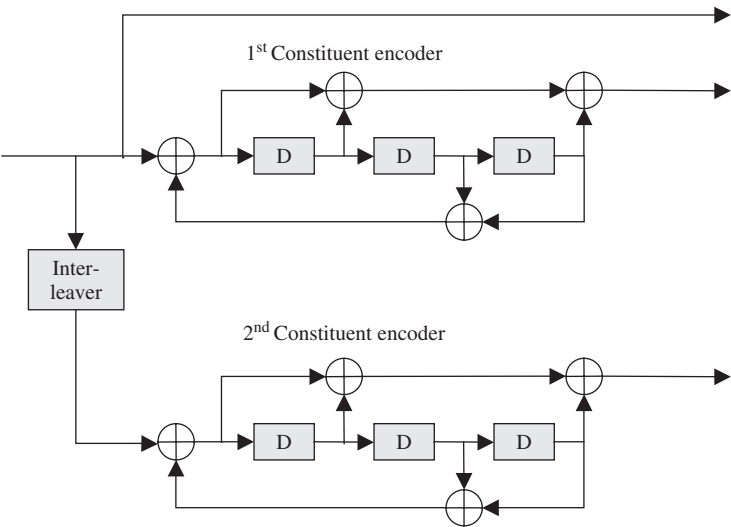 1st Constituent encoder
D
D
D
Inter-
leaver
2nd Constituent encoder
D
D
D